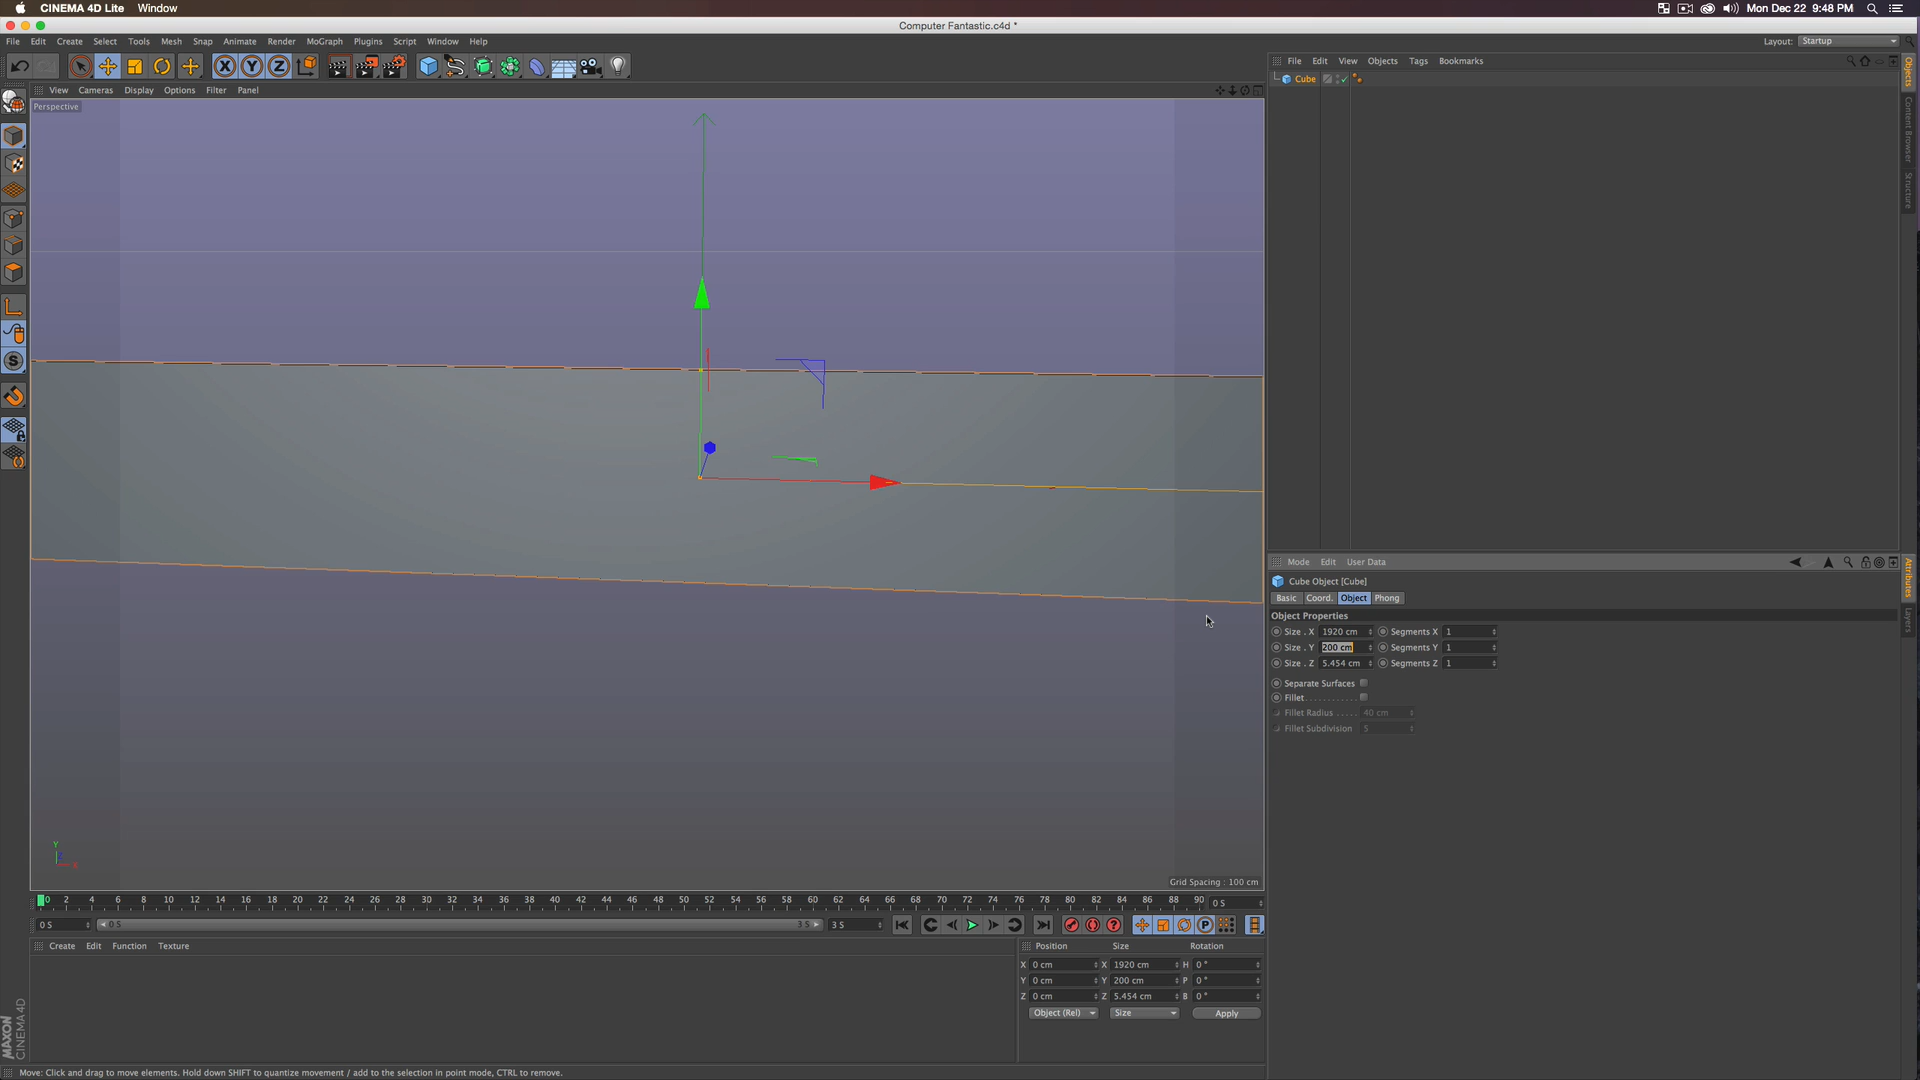 CINEMA 4D Lite Window Mon Dec 22 9:48 PM
Computer Fantastic.c4d *
File Edit Create Select Tools Mesh Snap Animate Render MoGraph Plugins Script Window Help Layout: Startup
X Y Z
File Edit View Objects Tags Bookmarks
View Cameras Display Options Filter Panel
Perspective
Cube
Objects
Content Browser
Structure
S
Mode Edit User Data
Cube Object [Cube]
Basic Coord. Object Phong
Object Properties
Size . X 1920 cm Segments X 1
Size . Y 200 cm Segments Y 1
Size . Z 5.454 cm Segments Z 1
Separate Surfaces
Fillet
Fillet Radius 40 cm
Fillet Subdivision 5
Attributes
Layers
Y
Z
X
Grid Spacing : 100 cm
0 2 4 6 8 10 12 14 16 18 20 22 24 26 28 30 32 34 36 38 40 42 44 46 48 50 52 54 56 58 60 62 64 66 68 70 72 74 76 78 80 82 84 86 88 90 0 S
0 S 0 S 3 S 3 S ? P
Create Edit Function Texture
Position Size Rotation
X 0 cm X 1920 cm H 0 °
Y 0 cm Y 200 cm P 0 °
Z 0 cm Z 5.454 cm B 0 °
Object (Rel) Size Apply
MAXON
CINEMA 4D
Move: Click and drag to move elements. Hold down SHIFT to quantize movement / add to the selection in point mode, CTRL to remove.